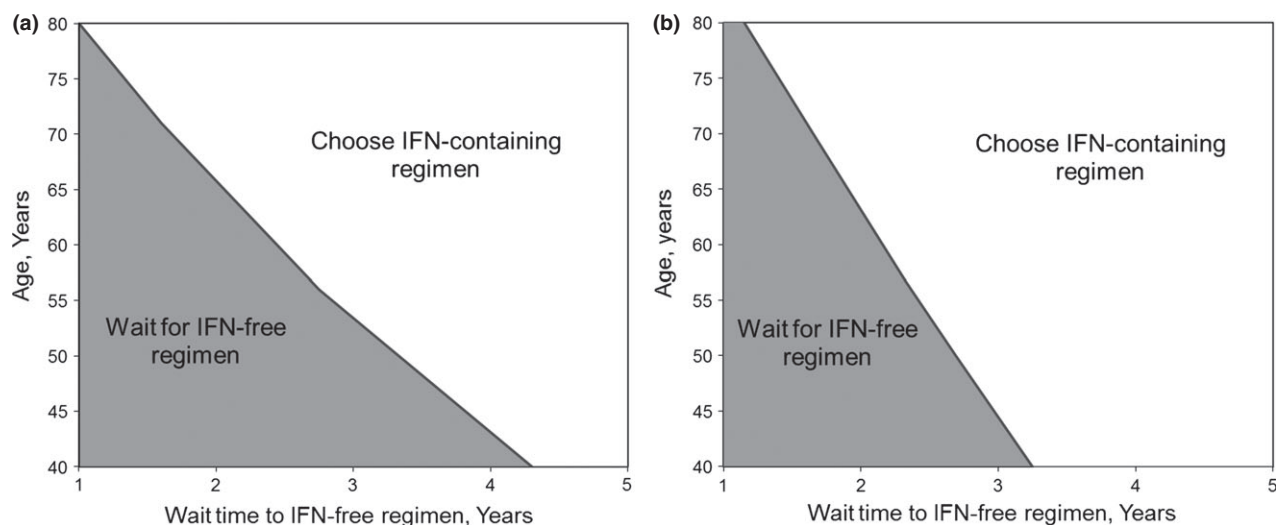 (a)
80
75
70
65
60
55
50
45
40
Age, Years
Choose IFN-containing
regimen
Wait for IFN-free
regimen
1 2 3 4 5
Wait time to IFN-free regimen, Years
(b)
80
75
70
65
60
55
50
45
40
Age, years
Choose IFN-containing
regimen
Wait for IFN-free
regimen
1 2 3 4 5
Wait time to IFN-free regimen, Years